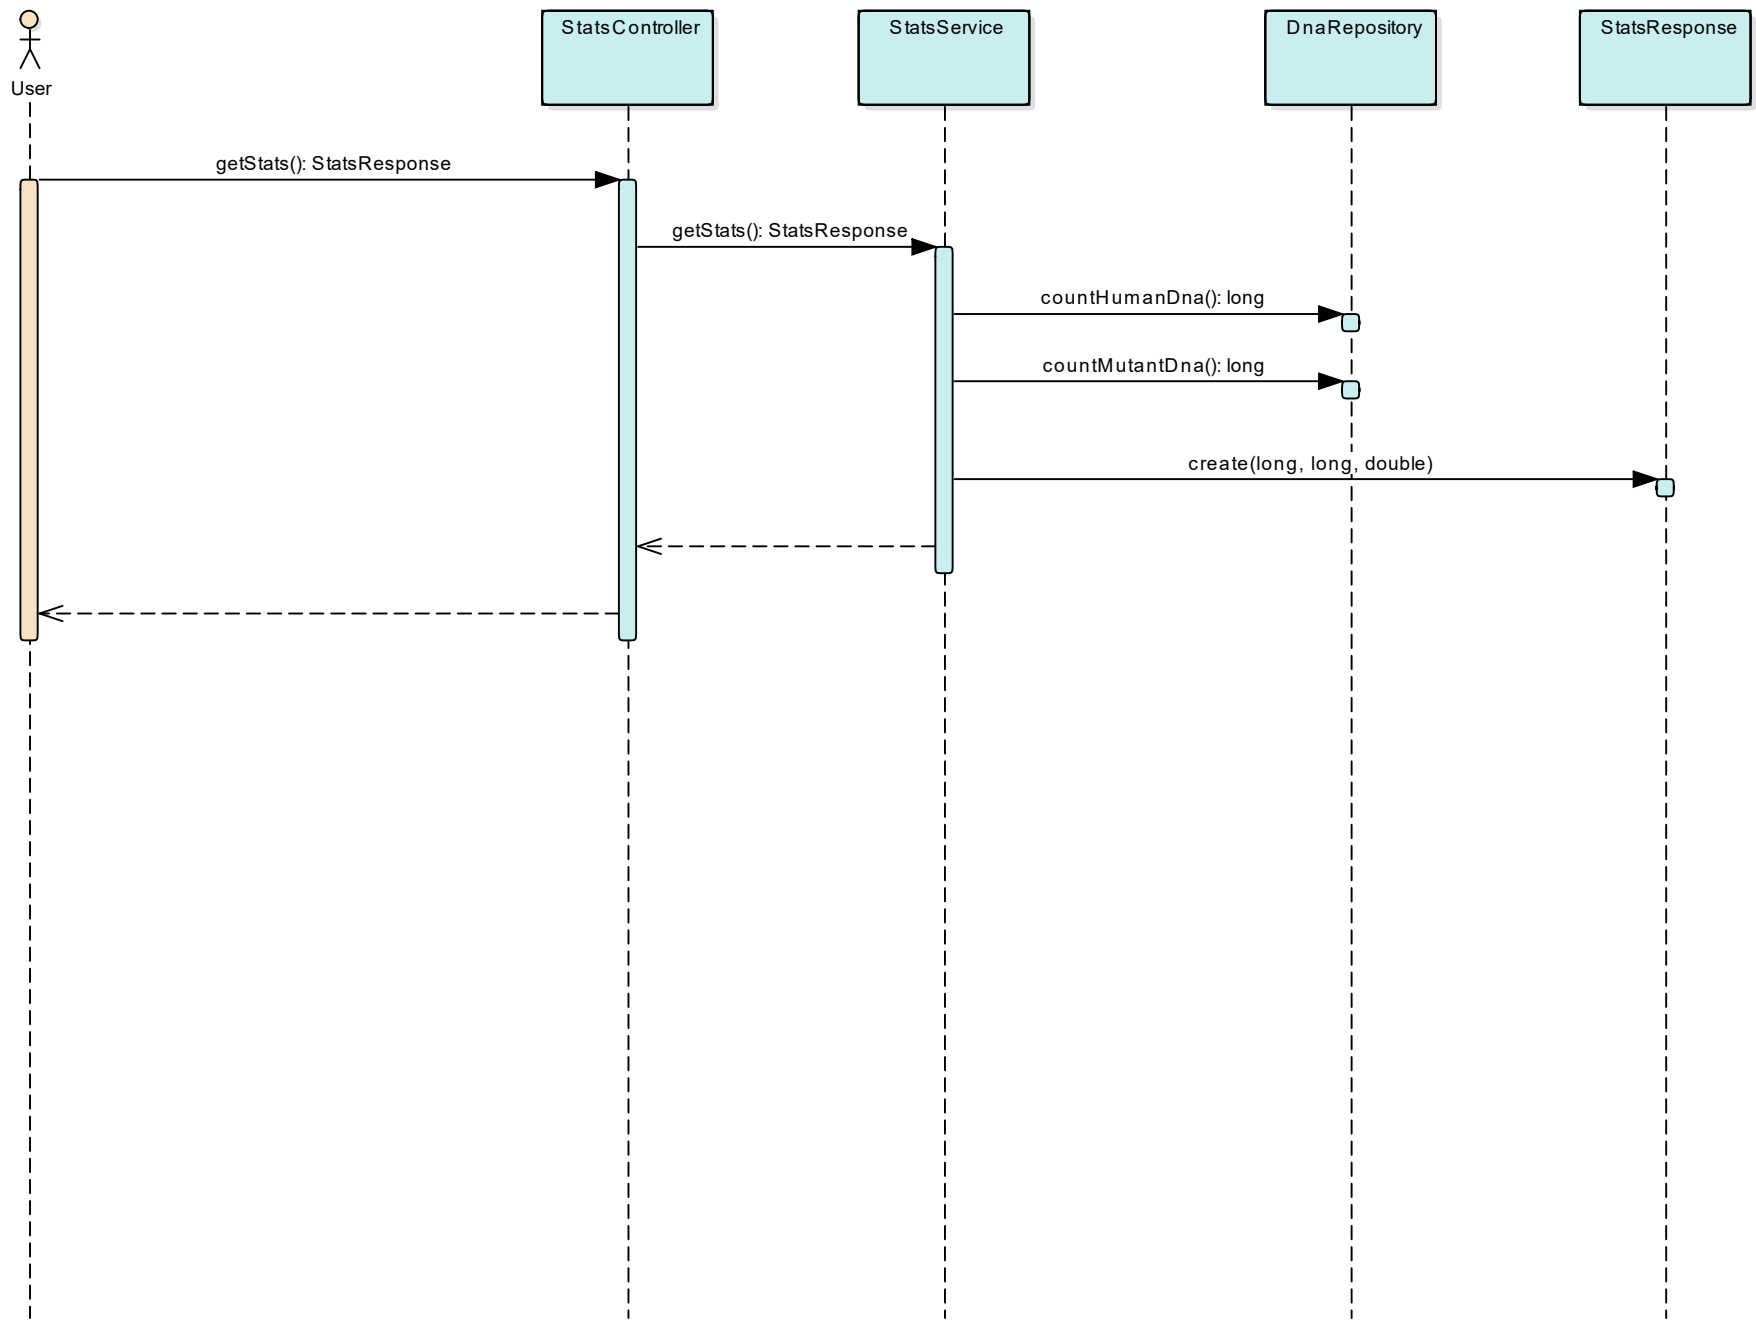 User
StatsController
StatsService
DnaRepository
StatsResponse
getStats(): StatsResponse
getStats(): StatsResponse
countHumanDna(): long
countMutantDna(): long
create(long, long, double)